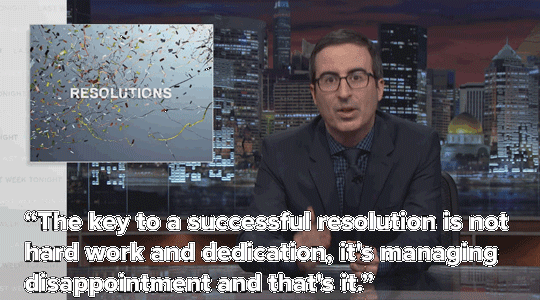 RESOLUTIONS
“The key to a successful resolution is not
hard work and dedication, it's managing
disappointment and that's it.”